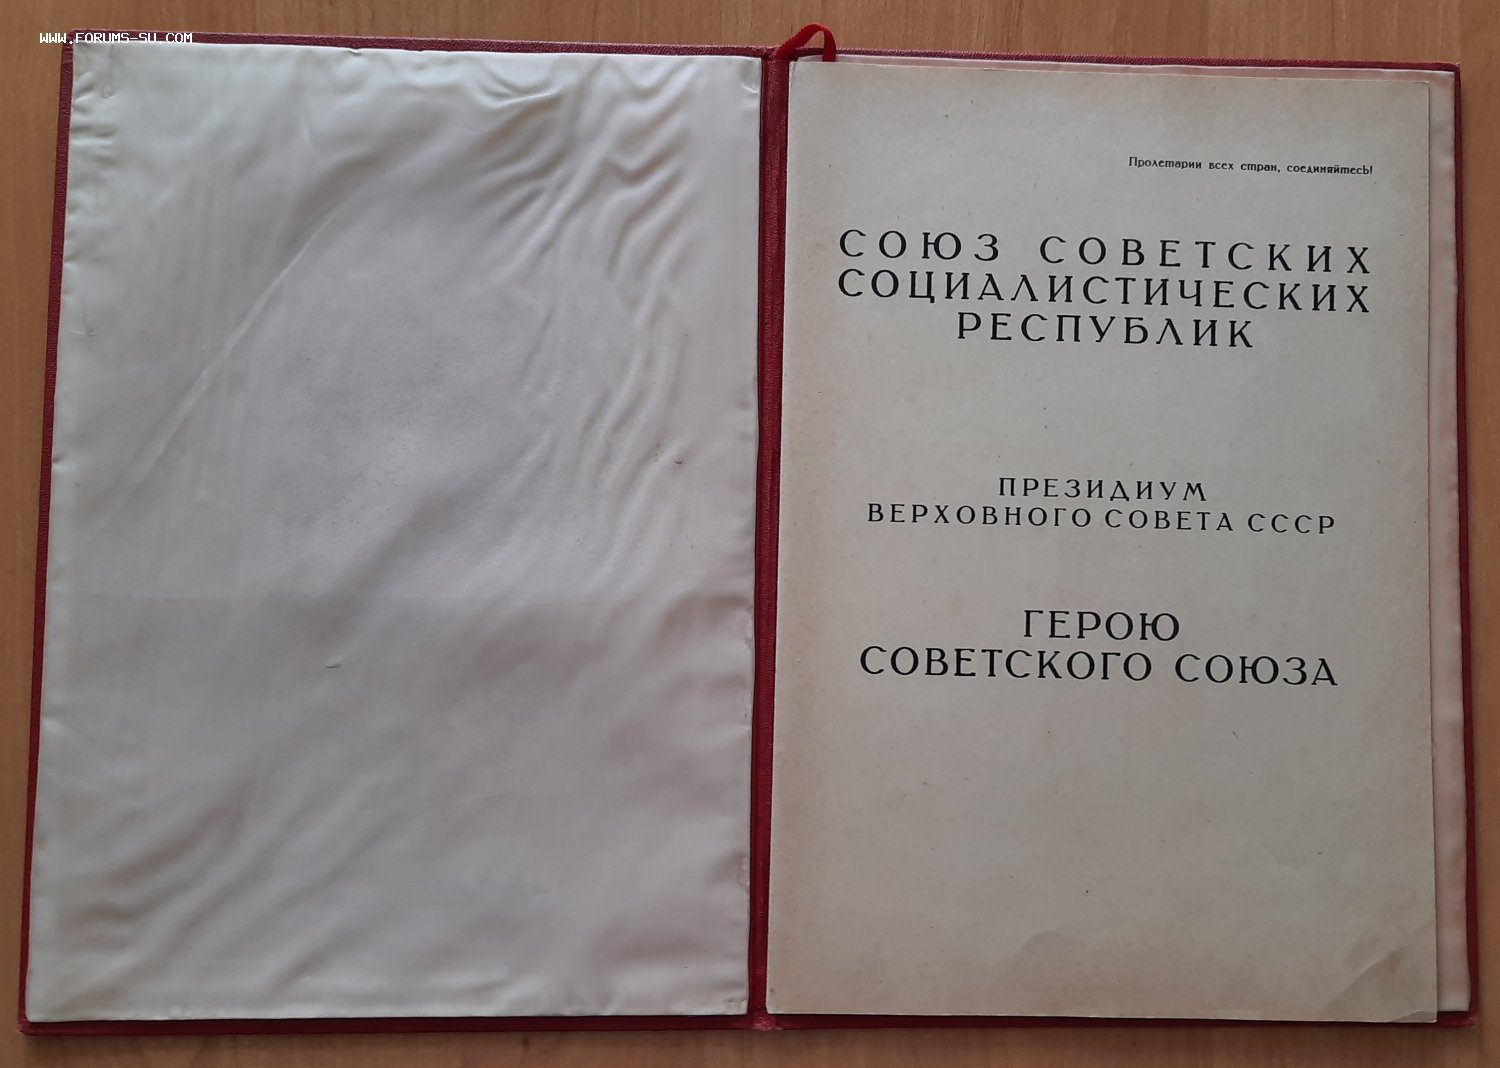 WWW.FORUMS-SU.COM
Пролетарии всех стран, соединяйтесь!
СОЮЗ СОВЕТСКИХ
СОЦИАЛИСТИЧЕСКИХ
РЕСПУБЛИК
ПРЕЗИДИУМ
ВЕРХОВНОГО СОВЕТА СССР
ГЕРОЮ
СОВЕТСКОГО СОЮЗА